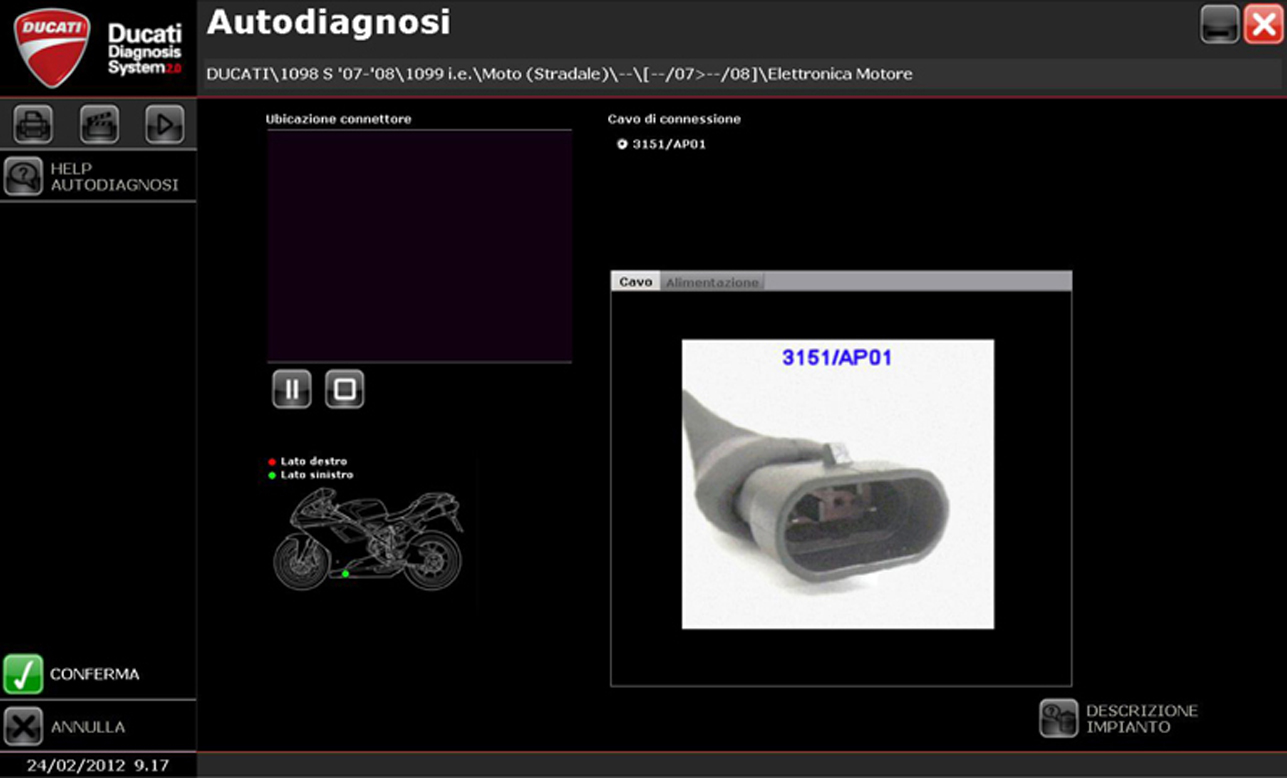 DUCATI
Ducati
Diagnosis
System2.0
Autodiagnosi
DUCATI\1098 S '07-'08\1099 i.e.\Moto (Stradale)\--\[--/07>--/08]\Elettronica Motore
HELP
AUTODIAGNOSI
Ubicazione connettore
Cavo di connessione
3151/AP01
Cavo Alimentazione
3151/AP01
Lato destro
Lato sinistro
CONFERMA
ANNULLA
DESCRIZIONE
IMPIANTO
24/02/2012 9.17